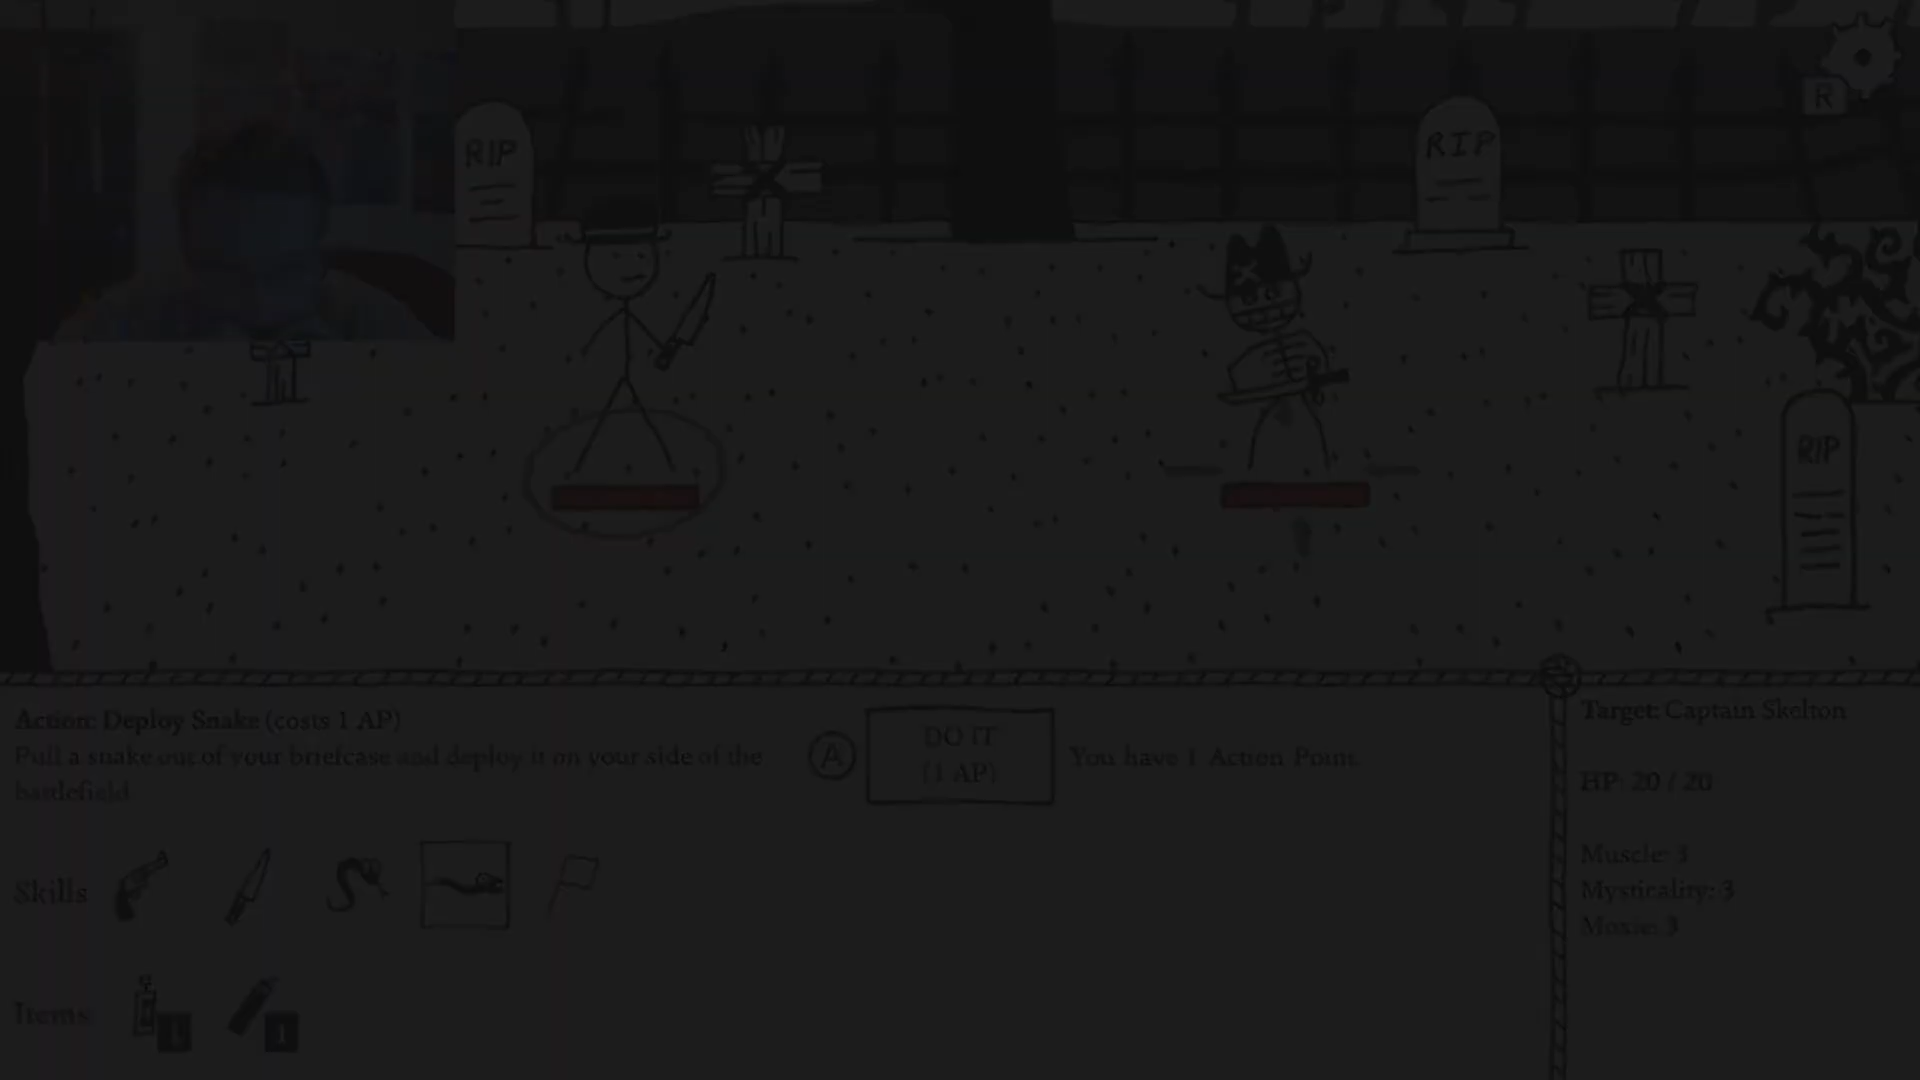 RIP
RIP
R
RIP
Action: Deploy Snake (costs 1 AP)
Pull a snake out of your briefcase and deploy it on your side of the
battlefield.
A
DO IT
(1 AP)
You have 1 Action Point.
Skills
Items
1
1
Target: Captain Skelton
HP: 20 / 20
Muscle: 3
Mysticality: 3
Moxie: 3